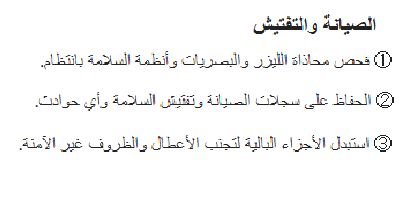 الصيانة والتفتيش
① فحص محاذاة الليزر والبصريات وأنظمة السلامة بانتظام.
② الحفاظ على سجلات الصيانة وتفتيش السلامة وأي حوادث.
③ استبدل الأجزاء البالية لتجنب الأعطال والظروف غير الآمنة.